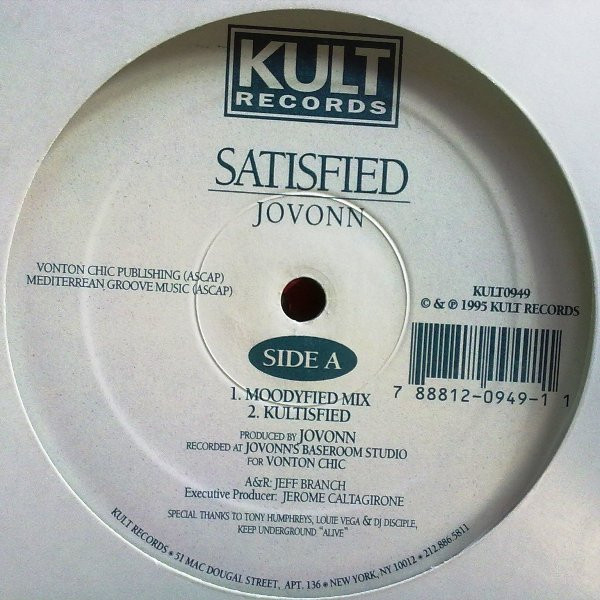 KULT
RECORDS
SATISFIED
JOVONN
VONTON CHIC PUBLISHING (ASCAP)
MEDITERREAN GROOVE MUSIC (ASCAP)
KULT0949
© & ℗ 1995 KULT RECORDS
7 88812-0949-1 1
SIDE A
1. MOODYFIED MIX
2. KULTISFIED
PRODUCED BY JOVONN
RECORDED AT JOVONN'S BASEROOM STUDIO
FOR VONTON CHIC
A&R: JEFF BRANCH
Executive Producer: JEROME CALTAGIRONE
SPECIAL THANKS TO TONY HUMPHREYS, LOUIE VEGA & DJ DISCIPLE,
KEEP UNDERGROUND "ALIVE"
KULT RECORDS * 51 MAC DOUGAL STREET, APT. 136 * NEW YORK, NY 10012 * 212.886.5811